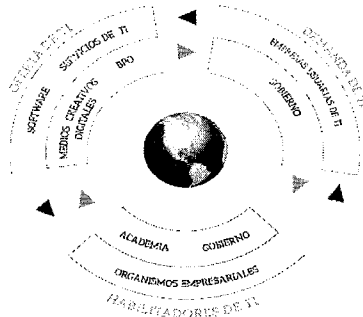 OFERTA DE TI
SERVICIOS DE TI
SOFTWARE
BPO
MEDIOS CREATIVOS
DIGITALES
DEMANDA DE TI
EMPRESAS USUARIAS DE TI
GOBIERNO
ACADEMIA GOBIERNO
ORGANISMOS EMPRESARIALES
HABILITADORES DE TI